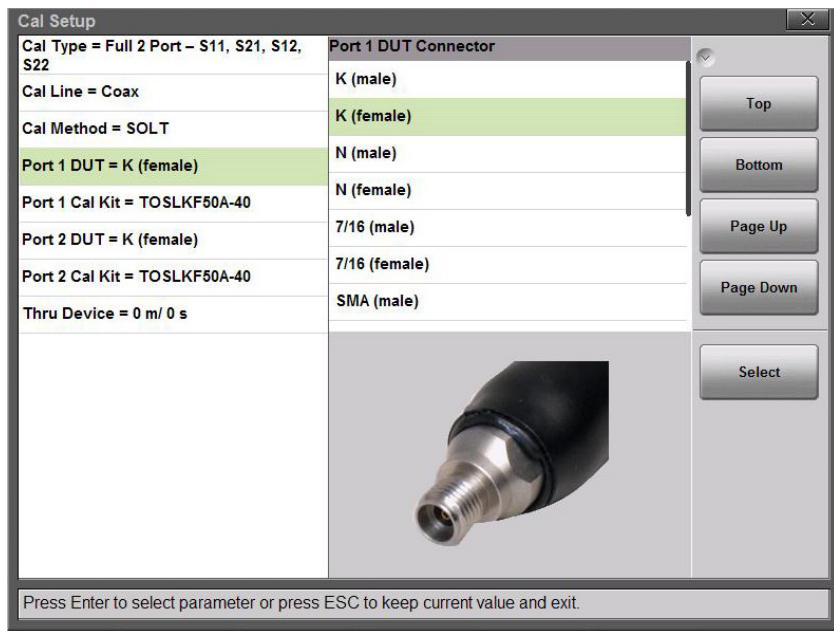 Cal Setup
Cal Type = Full 2 Port – S11, S21, S12,
S22
Cal Line = Coax
Cal Method = SOLT
Port 1 DUT = K (female)
Port 1 Cal Kit = TOSLKF50A-40
Port 2 DUT = K (female)
Port 2 Cal Kit = TOSLKF50A-40
Thru Device = 0 m/ 0 s
Port 1 DUT Connector
K (male)
K (female)
N (male)
N (female)
7/16 (male)
7/16 (female)
SMA (male)
Top
Bottom
Page Up
Page Down
Select
Press Enter to select parameter or press ESC to keep current value and exit.